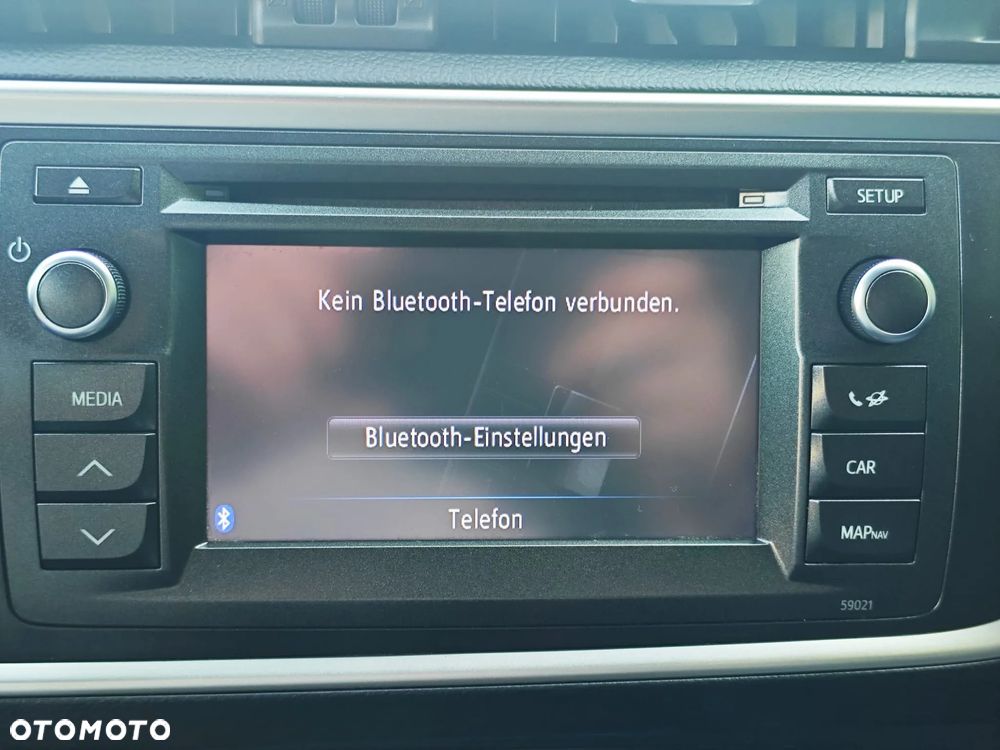 SETUP
Kein Bluetooth-Telefon verbunden.
MEDIA
Bluetooth-Einstellungen
CAR
Telefon
MAPNAV
59021
OTOMOTO